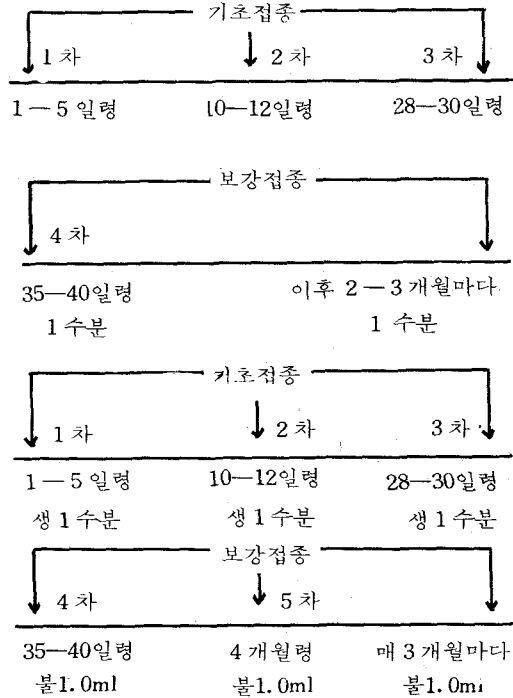 기초접종
1차 2차 3차
1—5일령 10—12일령 28—30일령
보강접종
4차
35—40일령 이후 2—3개월마다
1수분 1 수분
기초접종
1차 2차 3차
1—5일령 10—12일령 28—30일령
생1수분 생1수분 생1수분
보강접종
4차 5차
35—40일령 4개월령 매3개월마다
불1.0ml 불1.0ml 불1.0ml